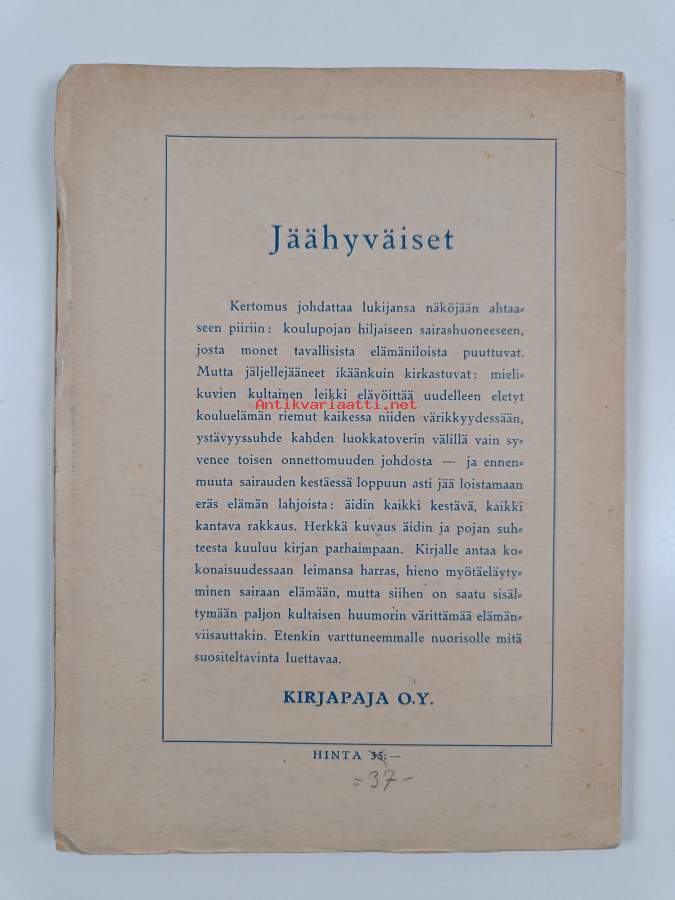 Jäähyväiset
Kertomus johdattaa lukijansa näköjään ahtaa-
seen piiriin: koulupojan hiljaiseen sairashuoneeseen,
josta monet tavallisista elämäniloista puuttuvat.
Mutta jäljellejääneet ikäänkuin kirkastuvat: mieli-
kuvien kultainen leikki elävöittää uudelleen eletyt
Antikvariaatti.net
kouluelämän riemut kaikessa niiden värikkyydessään,
ystävyyssuhde kahden luokkatoverin välillä vain sy-
venee toisen onnettomuuden johdosta — ja ennen-
muuta sairauden kestäessä loppuun asti jää loistamaan
eräs elämän lahjoista: äidin kaikki kestävä, kaikki
kantava rakkaus. Herkkä kuvaus äidin ja pojan suh-
teesta kuuluu kirjan parhaimpaan. Kirjalle antaa ko-
konaisuudessaan leimansa harras, hieno myötäeläyty-
minen sairaan elämään, mutta siihen on saatu sisäl-
tymään paljon kultaisen huumorin värittämää elämän-
viisauttakin. Etenkin varttuneemmalle nuorisolle mitä
suositeltavinta luettavaa.
KIRJAPAJA O.Y.
HINTA 35:—
=37-